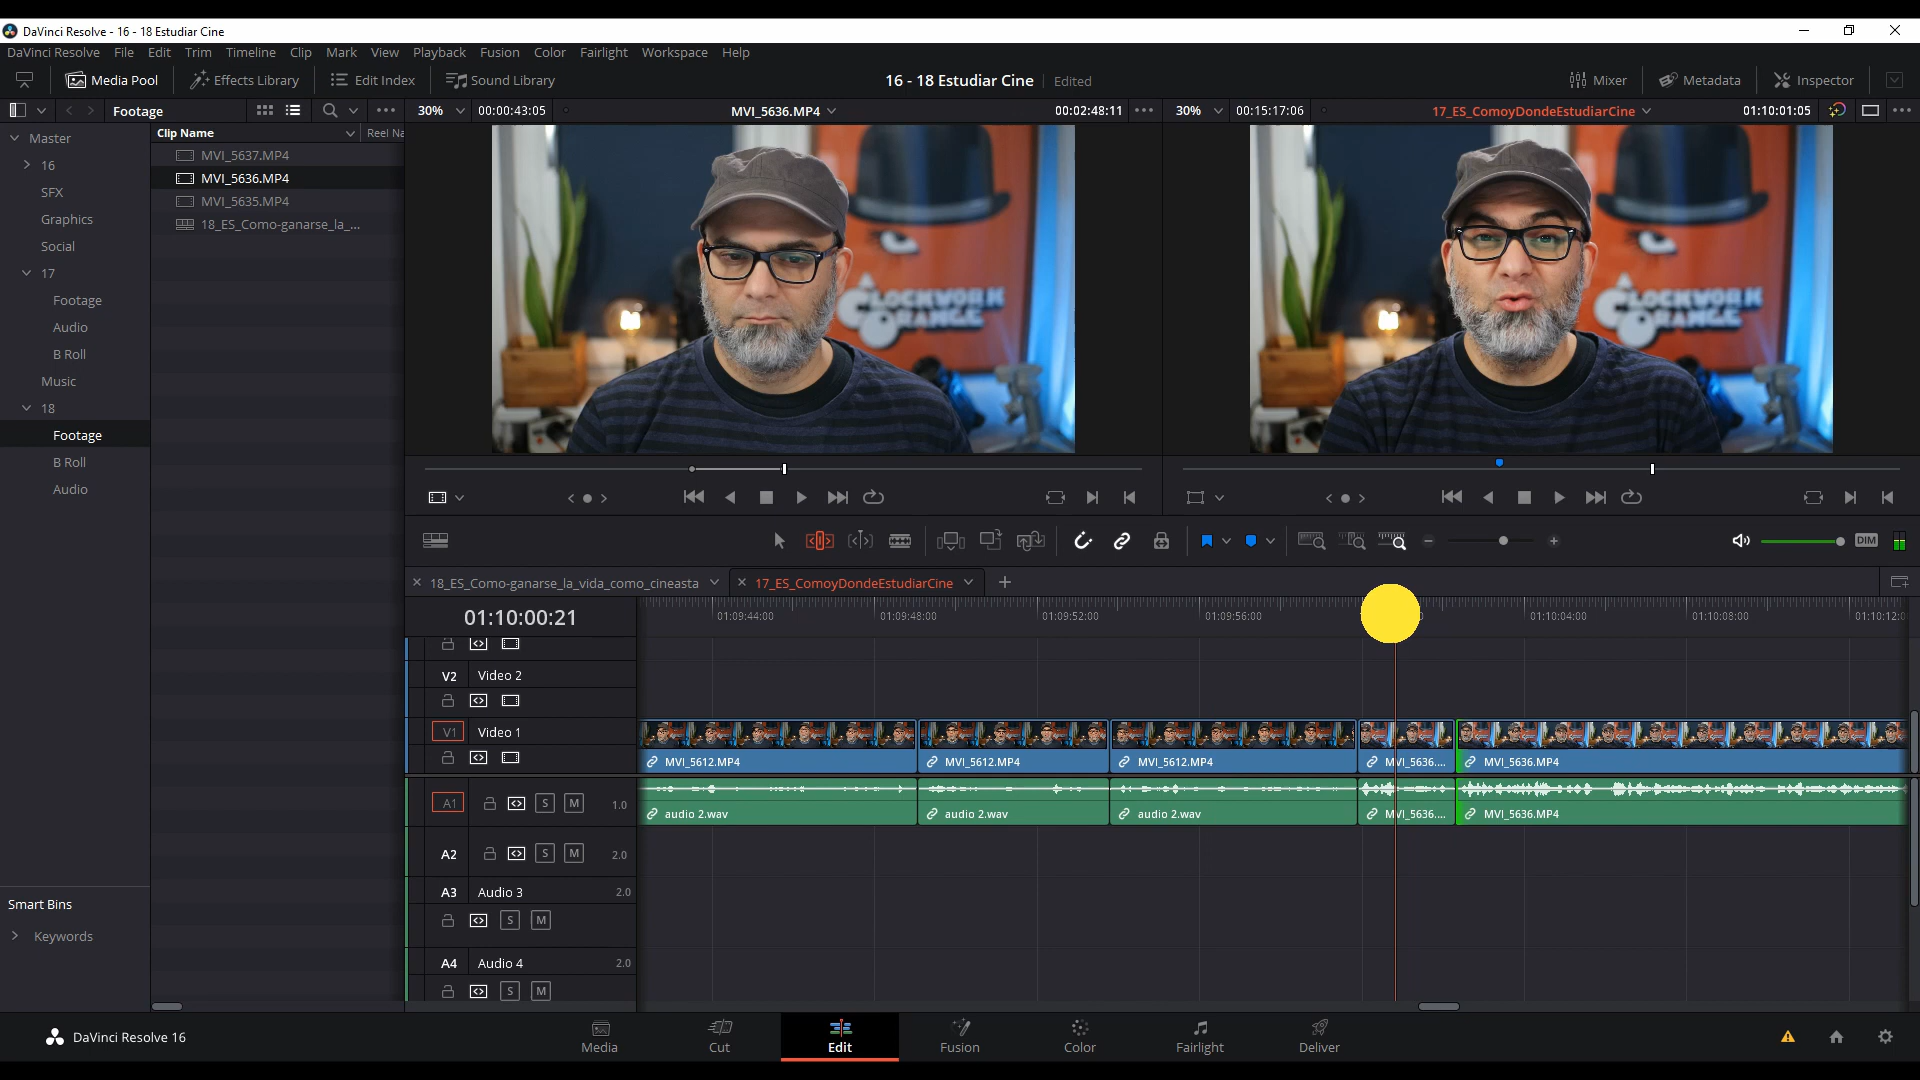 DaVinci Resolve - 16 - 18 Estudiar Cine
DaVinci Resolve File Edit Trim Timeline Clip Mark View Playback Fusion Color Fairlight Workspace Help
Media Pool Effects Library Edit Index Sound Library 16 - 18 Estudiar Cine Edited Mixer Metadata Inspector
Footage 30% 00:00:43:05 MVI_5636.MP4 00:02:48:11 30% 00:15:17:06 17_ES_ComoyDondeEstudiarCine 01:10:01:05
Master
16
SFX
Graphics
Social
17
Footage
Audio
B Roll
Music
18
Footage
B Roll
Audio
Smart Bins
Keywords
Clip Name Reel Na
MVI_5637.MP4
MVI_5636.MP4
MVI_5635.MP4
18_ES_Como-ganarse_la_...
CLOCKWORK
ORANGE
CLOCKWORK
ORANGE
DIM
18_ES_Como-ganarse_la_vida_como_cineasta 17_ES_ComoyDondeEstudiarCine
01:10:00:21 01:09:44:00 01:09:48:00 01:09:52:00 01:09:56:00 01:10:04:00 01:10:08:00 01:10:12:0
V2 Video 2
V1 Video 1
MVI_5612.MP4 MVI_5612.MP4 MVI_5612.MP4 MVI_5636.... MVI_5636.MP4
A1 S M 1.0
audio 2.wav audio 2.wav audio 2.wav MVI_5636.... MVI_5636.MP4
A2 S M 2.0
A3 Audio 3 2.0
S M
A4 Audio 4 2.0
S M
DaVinci Resolve 16 Media Cut Edit Fusion Color Fairlight Deliver